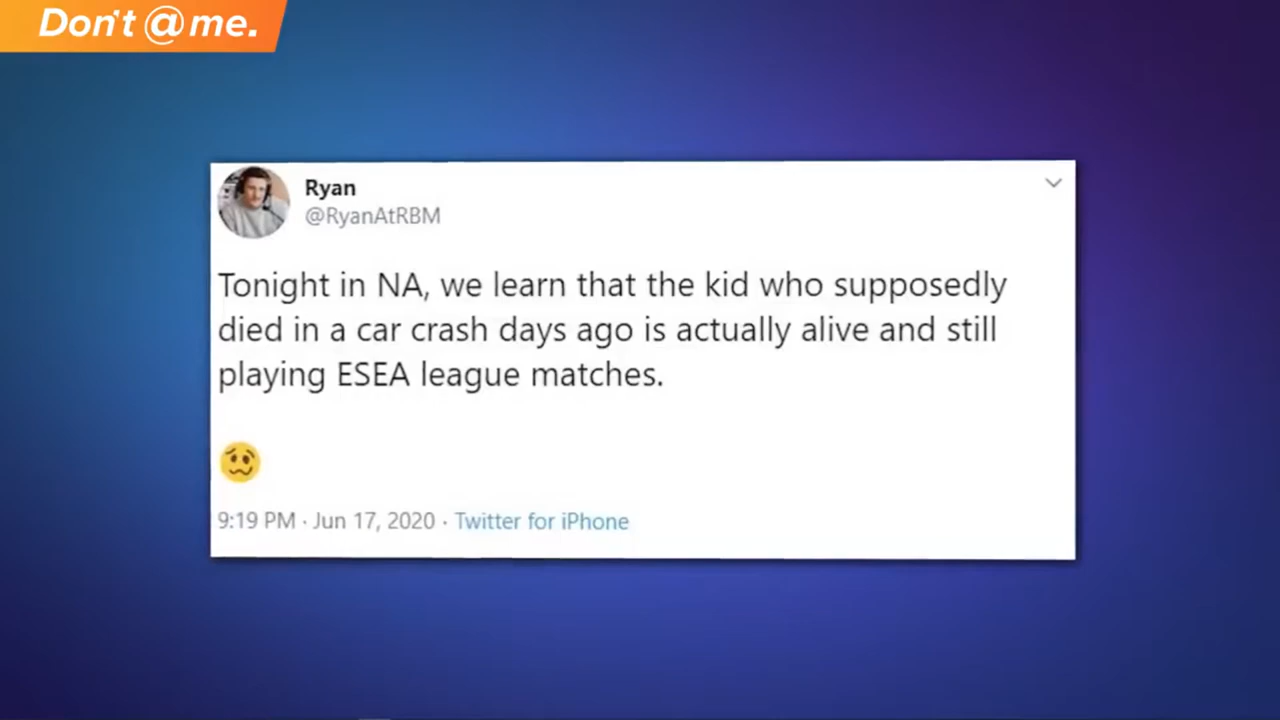 Don't @me.
Ryan
@RyanAtRBM
Tonight in NA, we learn that the kid who supposedly
died in a car crash days ago is actually alive and still
playing ESEA league matches.
🥴
9:19 PM · Jun 17, 2020 · Twitter for iPhone